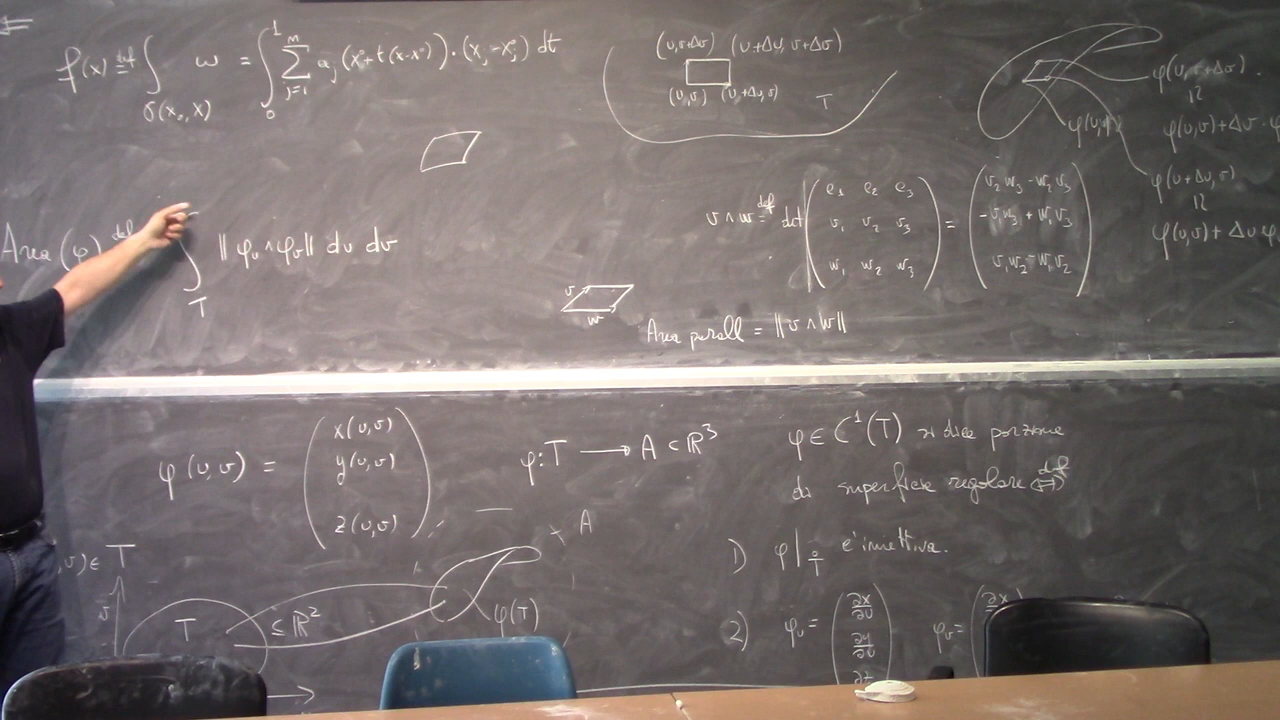 f(x) def= ∫_{σ(x₀,x)} ω = ∫₀¹ Σ_{j=1}^{m} a_j (x⁰+t(x-x⁰))·(x_j-x_j⁰) dt
(u,v+Δv) (u+Δu,v+Δv)
(u,v) (u+Δu,v)
T
φ(u,v+Δv)
φ(u,v)+Δv·φ
φ(u+Δu,v)
φ(u,v)+Δu φ
Area(φ) def ∫_T ‖φ_u∧φ_v‖ du dv
v∧w def= det ( e₁ e₂ e₃
v₁ v₂ v₃
w₁ w₂ w₃ ) = ( v₂w₃-w₂v₃
-v₁w₃+w₁v₃
v₁w₂-w₁v₂ )
v
w
Area parall = ‖v∧w‖
φ(u,v) = ( x(u,v)
y(u,v)
z(u,v) )
φ: T → A ⊂ ℝ³
A
T
v
T ⊆ ℝ²
φ(T)
φ∈C¹(T) si dice porzione
di superficie regolare def⇔
1) φ|_T° è iniettiva.
2) φ_u = ( ∂x/∂u
∂y/∂u
φ_v = ( ∂x